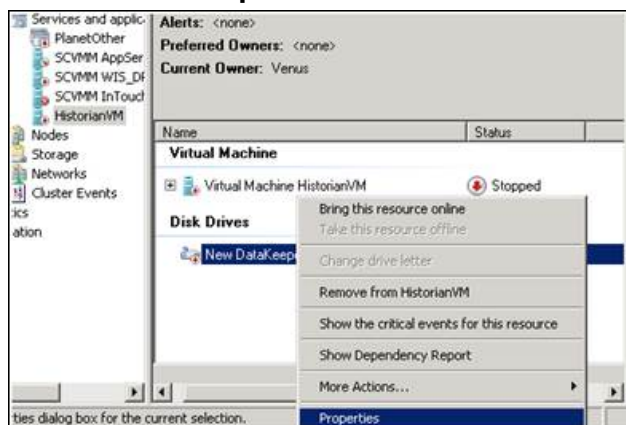 Services and applic
PlanetOther
SCVMM AppSer
SCVMM WIS_DF
SCVMM InTouch
HistorianVM
Nodes
Storage
Networks
Cluster Events
ics
ation
Alerts: <none>
Preferred Owners: <none>
Current Owner: Venus
Name Status
Virtual Machine
Virtual Machine HistorianVM Stopped
Disk Drives
New DataKeepe
Bring this resource online
Take this resource offline
Change drive letter
Remove from HistorianVM
Show the critical events for this resource
Show Dependency Report
More Actions...
Properties
ties dialog box for the current selection.